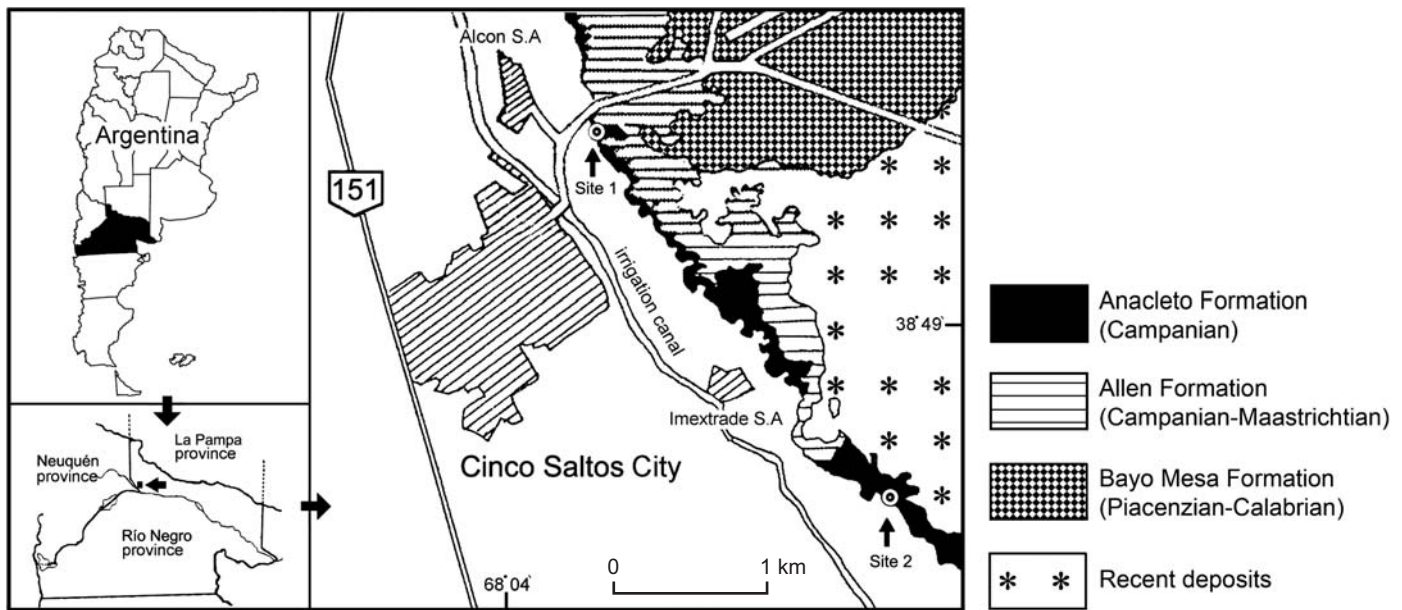 Argentina
La Pampa
province
Neuquén
province
Río Negro
province
Alcon S.A
151
Site 1
irrigation canal
38°49'
Imextrade S.A
Cinco Saltos City
Site 2
68°04'
0 1 km
Anacleto Formation
(Campanian)
Allen Formation
(Campanian-Maastrichtian)
Bayo Mesa Formation
(Piacenzian-Calabrian)
Recent deposits